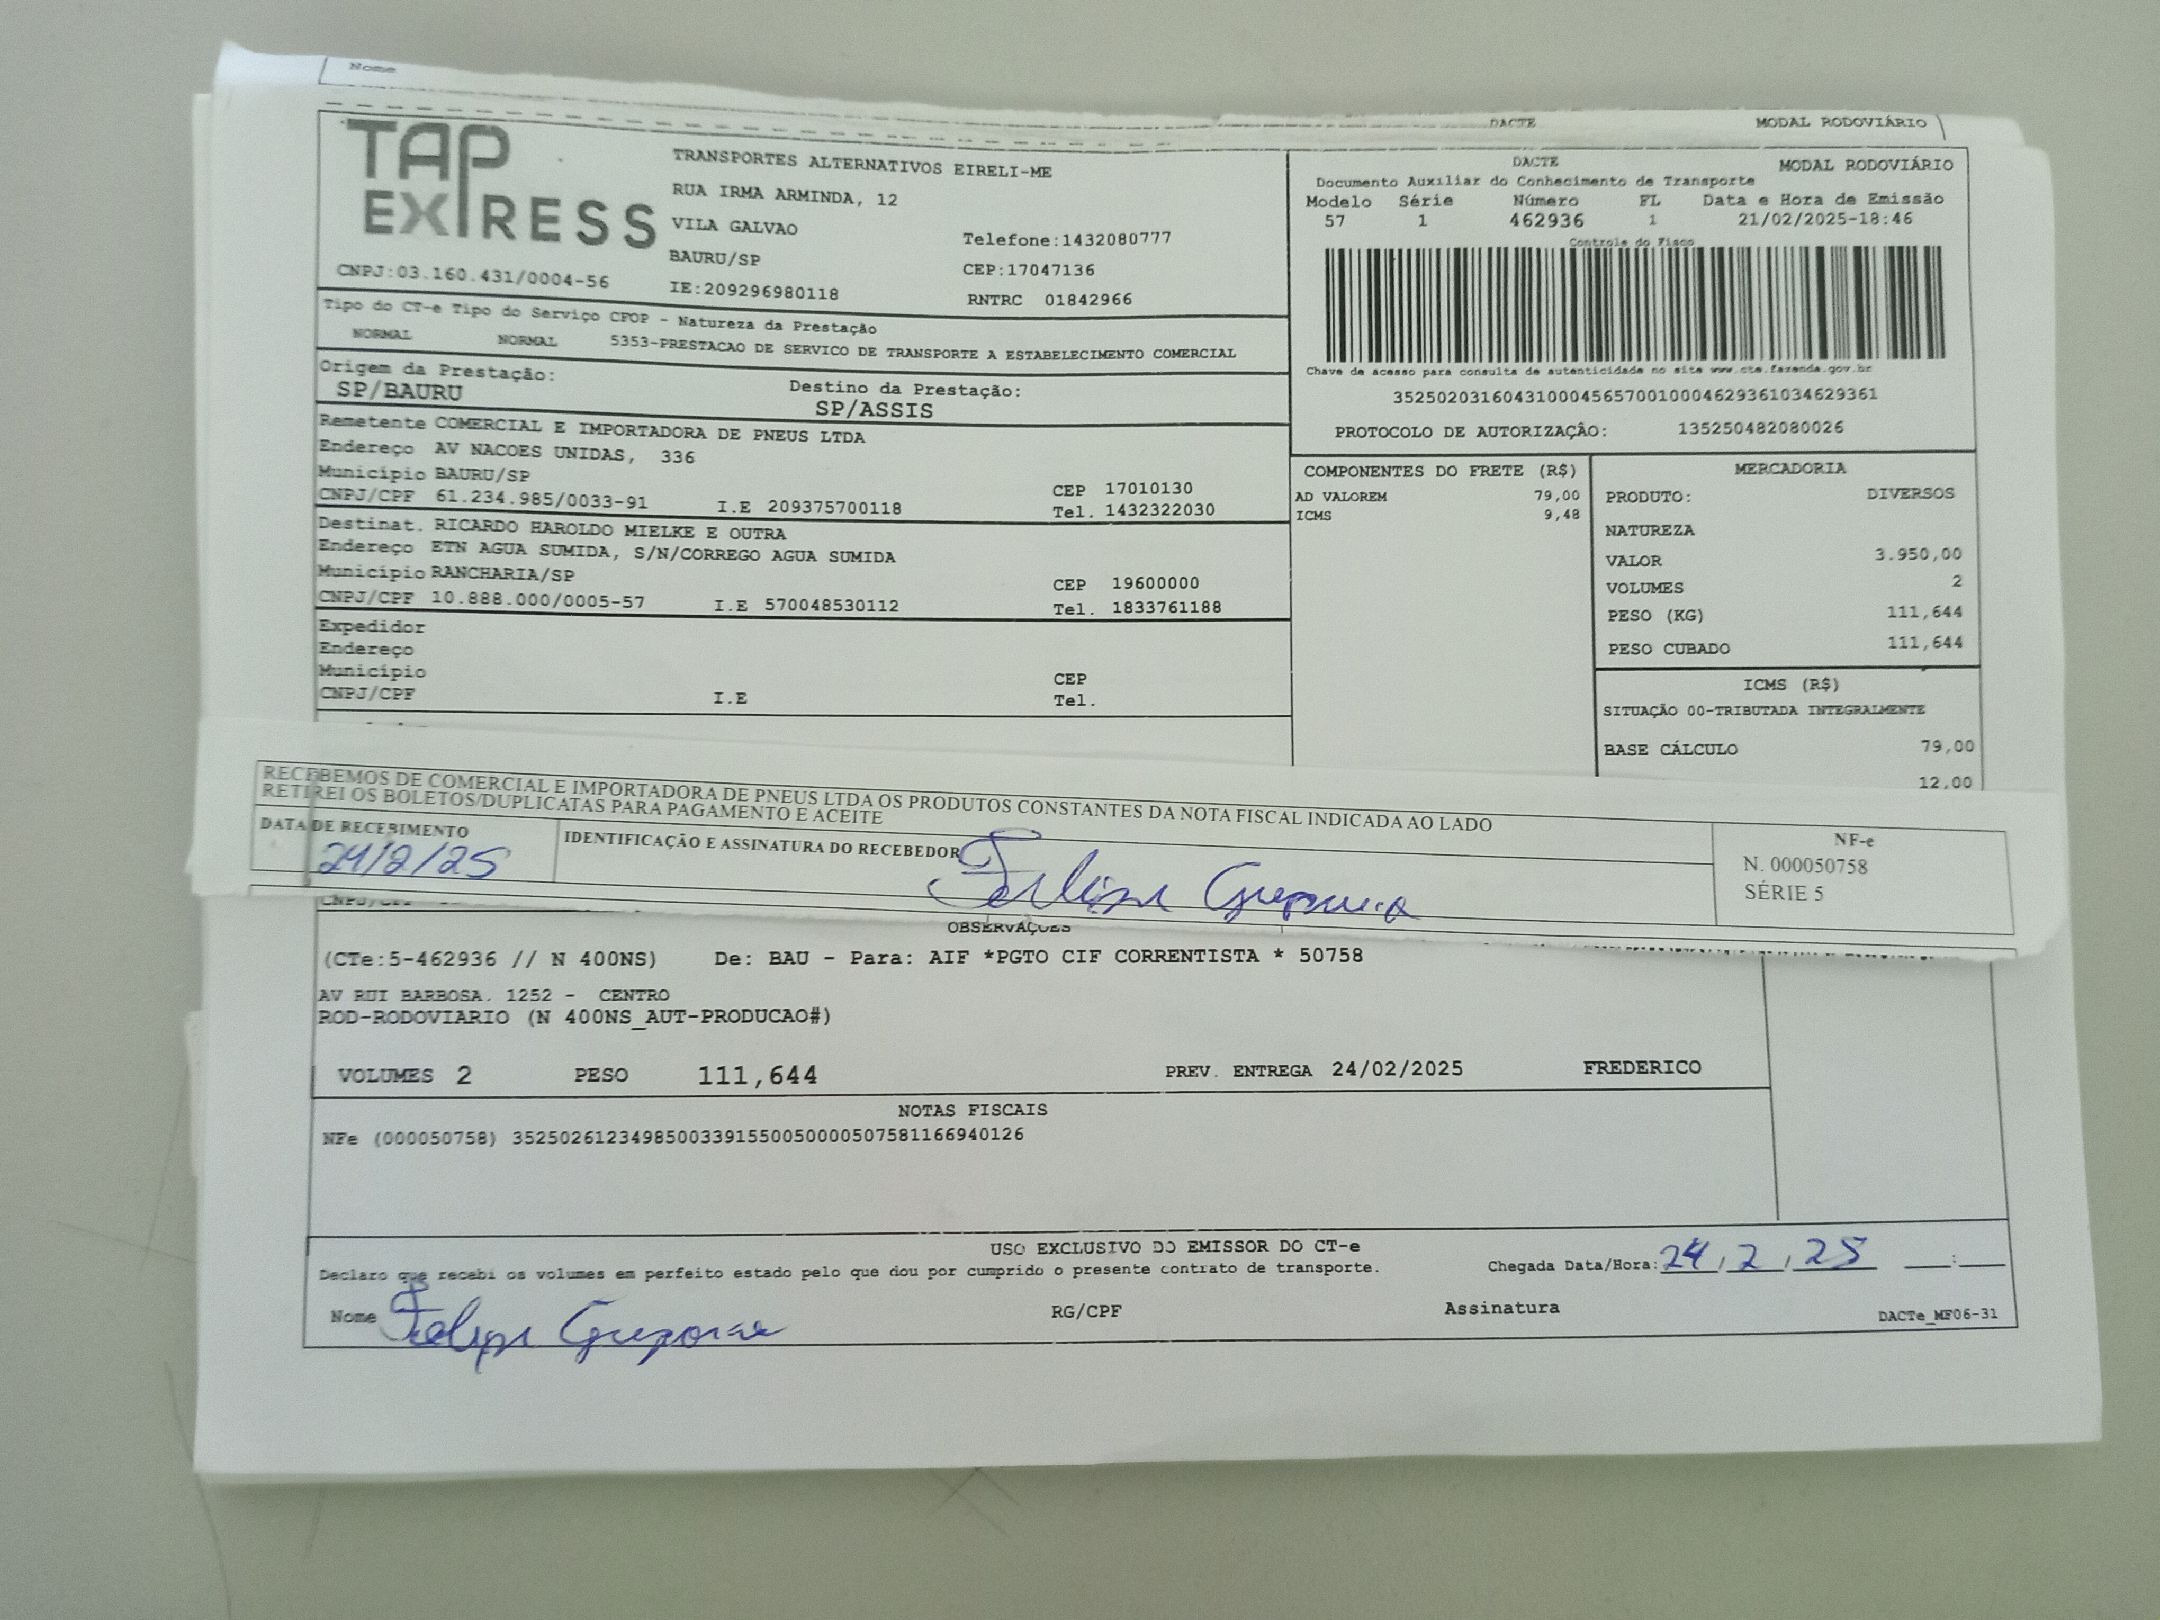 Nome
DACTE MODAL RODOVIÁRIO
TAP EXPRESS
CNPJ:03.160.431/0004-56
TRANSPORTES ALTERNATIVOS EIRELI-ME
RUA IRMA ARMINDA, 12
VILA GALVAO
BAURU/SP
IE:209296980118
Telefone:1432080777
CEP:17047136
RNTRC 01842966
DACTE MODAL RODOVIÁRIO
Documento Auxiliar do Conhecimento de Transporte
Modelo Série Número FL Data e Hora de Emissão
57 1 462936 1 21/02/2025-18:46
Controle do Fisco
Chave de acesso para consulta de autenticidade no site www.cte.fazenda.gov.br
35250203160431000456570010004629361034629361
PROTOCOLO DE AUTORIZAÇÂO: 135250482080026
Tipo do CT-e Tipo do Serviço CFOP - Natureza da Prestação
NORMAL NORMAL 5353-PRESTACAO DE SERVICO DE TRANSPORTE A ESTABELECIMENTO COMERCIAL
Origem da Prestação: Destino da Prestação:
SP/BAURU SP/ASSIS
Remetente COMERCIAL E IMPORTADORA DE PNEUS LTDA
Endereço AV NACOES UNIDAS, 336
Município BAURU/SP CEP 17010130
CNPJ/CPF 61.234.985/0033-91 I.E 209375700118 Tel. 1432322030
Destinat. RICARDO HAROLDO MIELKE E OUTRA
Endereço ETN AGUA SUMIDA, S/N/CORREGO AGUA SUMIDA
Município RANCHARIA/SP CEP 19600000
CNPJ/CPF 10.888.000/0005-57 I.E 570048530112 Tel. 1833761188
Expedidor
Endereço
Município CEP
CNPJ/CPF I.E Tel.
COMPONENTES DO FRETE (R$)
AD VALOREM 79,00
ICMS 9,48
MERCADORIA
PRODUTO: DIVERSOS
NATUREZA
VALOR 3.950,00
VOLUMES 2
PESO (KG) 111,644
PESO CUBADO 111,644
ICMS (R$)
SITUAÇÃO 00-TRIBUTADA INTEGRALMENTE
BASE CÁLCULO 79,00
12,00
RECEBEMOS DE COMERCIAL E IMPORTADORA DE PNEUS LTDA OS PRODUTOS CONSTANTES DA NOTA FISCAL INDICADA AO LADO
RETIREI OS BOLETOS/DUPLICATAS PARA PAGAMENTO E ACEITE
DATA DE RECEBIMENTO IDENTIFICAÇÃO E ASSINATURA DO RECEBEDOR
24/2/25
NF-e
N. 000050758
SÉRIE 5
CNPJ/CPF
OBSERVAÇOES
(CTe:5-462936 // N 400NS) De: BAU - Para: AIF *PGTO CIF CORRENTISTA * 50758
AV RUI BARBOSA. 1252 - CENTRO
ROD-RODOVIARIO (N 400NS_AUT-PRODUCAO#)
VOLUMES 2 PESO 111,644 PREV. ENTREGA 24/02/2025 FREDERICO
NOTAS FISCAIS
NFe (000050758) 35250261234985003391550050000507581166940126
USO EXCLUSIVO DO EMISSOR DO CT-e
Declaro que recebi os volumes em perfeito estado pelo que dou por cumprido o presente contrato de transporte. Chegada Data/Hora: 24,2,25 __:__
Nome RG/CPF Assinatura DACTe_MF06-31